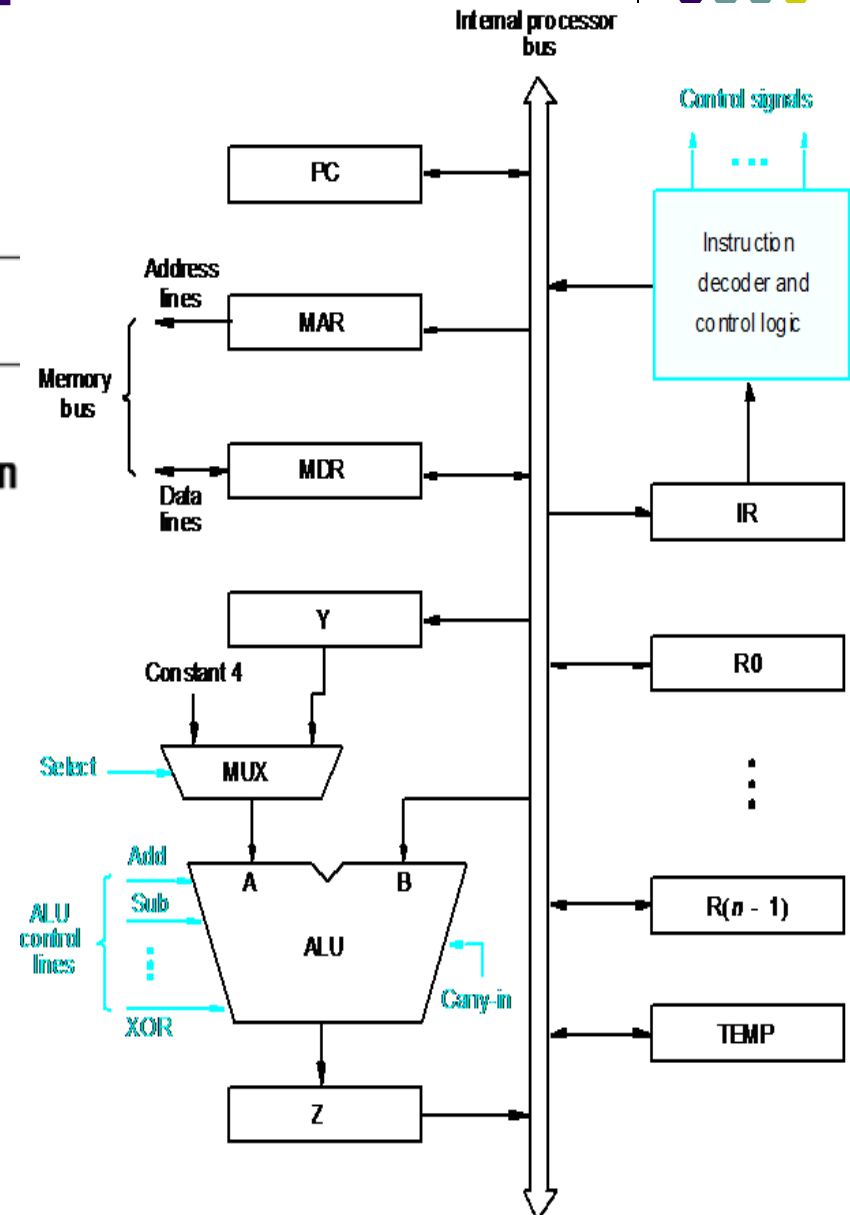 Internal processor
bus
Control signals
PC
Instruction
decoder and
control logic
Address
lines
MAR
Memory
bus
MDR
Data
lines
n
IR
Y
Constant 4
R0
Select
MUX
Add
A
B
Sub
ALU
control
lines
ALU
R(n - 1)
Carry-in
XOR
TEMP
Z